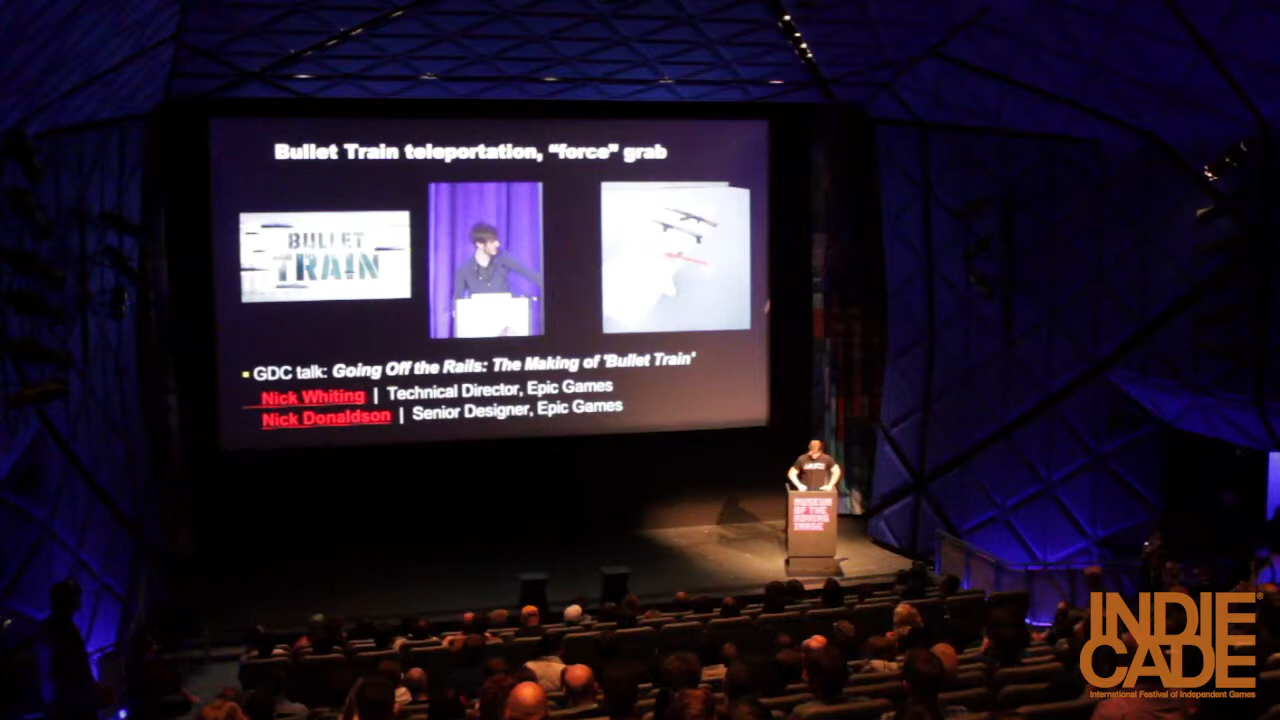 Bullet Train teleportation, “force” grab
BULLET
TRAIN
▪ GDC talk: Going Off the Rails: The Making of 'Bullet Train'
Nick Whiting | Technical Director, Epic Games
Nick Donaldson | Senior Designer, Epic Games
MUSEUM
OF THE
MOVING
IMAGE
INDIE
CADE®
International Festival of Independent Games